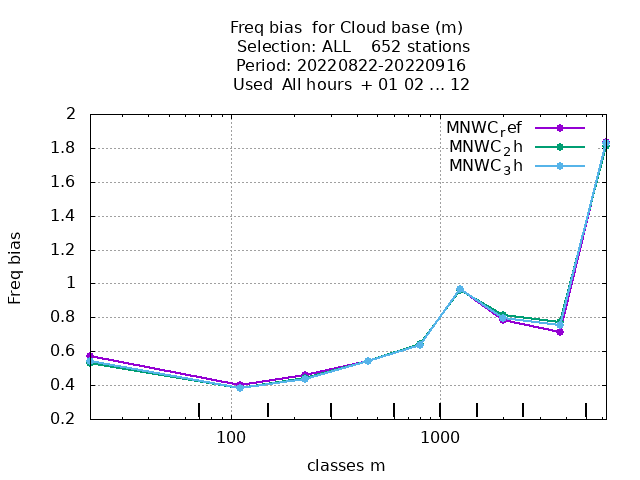 Freq bias  for Cloud base (m)
Selection: ALL    652 stations
Period: 20220822-20220916
Used  All hours  + 01 02 ... 12
MNWC_ref
MNWC_2h
MNWC_3h
2
1.8
1.6
1.4
1.2
1
0.8
0.6
0.4
0.2
Freq bias
100
1000
classes m